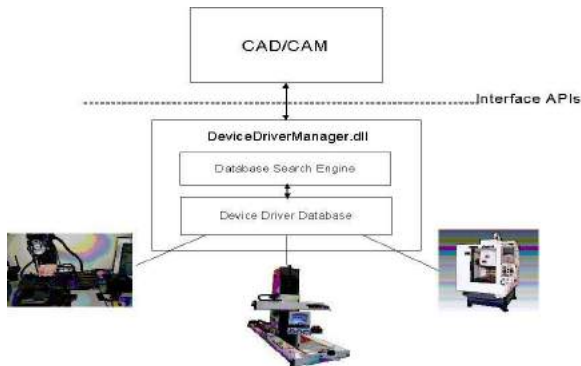 CAD/CAM
Interface APIs
DeviceDriverManager.dll
Database Search Engine
Device Driver Database